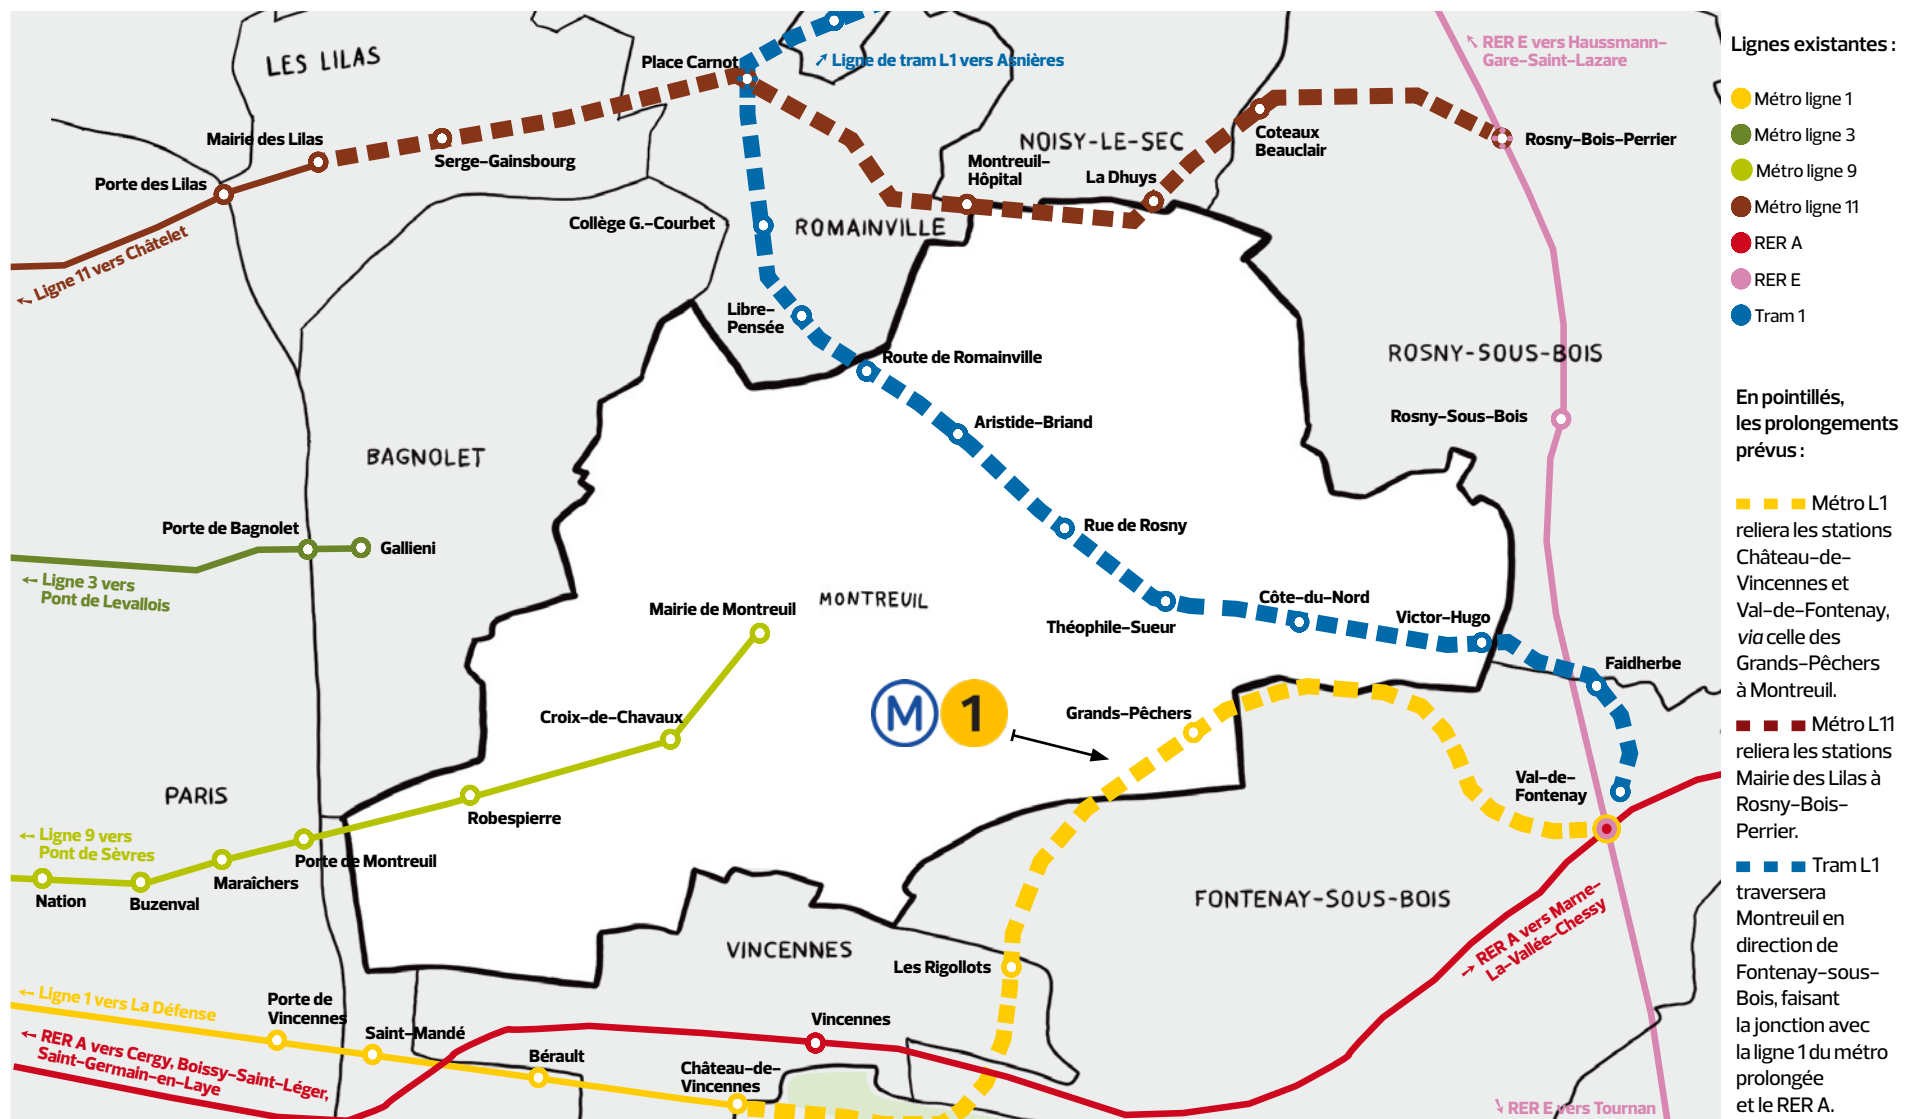 LES LILAS
Place Carnot
↗ Ligne de tram L1 vers Asnières
↖ RER E vers Haussmann-
Gare-Saint-Lazare
Mairie des Lilas
Serge-Gainsbourg
Porte des Lilas
← Ligne 11 vers Châtelet
NOISY-LE-SEC
Montreuil-
Hôpital
La Dhuys
Coteaux
Beauclair
Rosny-Bois-Perrier
Collège G.-Courbet
ROMAINVILLE
Libre-
Pensée
Route de Romainville
ROSNY-SOUS-BOIS
Aristide-Briand
Rosny-Sous-Bois
BAGNOLET
Porte de Bagnolet
Gallieni
Rue de Rosny
← Ligne 3 vers
Pont de Levallois
Mairie de Montreuil
MONTREUIL
Théophile-Sueur
Côte-du-Nord
Victor-Hugo
Faidherbe
Croix-de-Chavaux
M 1
Grands-Pêchers
PARIS
Robespierre
Val-de-
Fontenay
← Ligne 9 vers
Pont de Sèvres
Porte de Montreuil
Maraîchers
Nation
Buzenval
FONTENAY-SOUS-BOIS
VINCENNES
Les Rigollots
→ RER A vers Marne-
La-Vallée-Chessy
← Ligne 1 vers La Défense
Porte de
Vincennes
Saint-Mandé
Vincennes
← RER A vers Cergy, Boissy-Saint-Léger,
Saint-Germain-en-Laye
Bérault
Château-de-
Vincennes
↘ RER E vers Tournan
Lignes existantes :
Métro ligne 1
Métro ligne 3
Métro ligne 9
Métro ligne 11
RER A
RER E
Tram 1
En pointillés,
les prolongements
prévus :
Métro L1
reliera les stations
Château-de-
Vincennes et
Val-de-Fontenay,
via celle des
Grands-Pêchers
à Montreuil.
Métro L11
reliera les stations
Mairie des Lilas à
Rosny-Bois-
Perrier.
Tram L1
traversera
Montreuil en
direction de
Fontenay-sous-
Bois, faisant
la jonction avec
la ligne 1 du métro
prolongée
et le RER A.